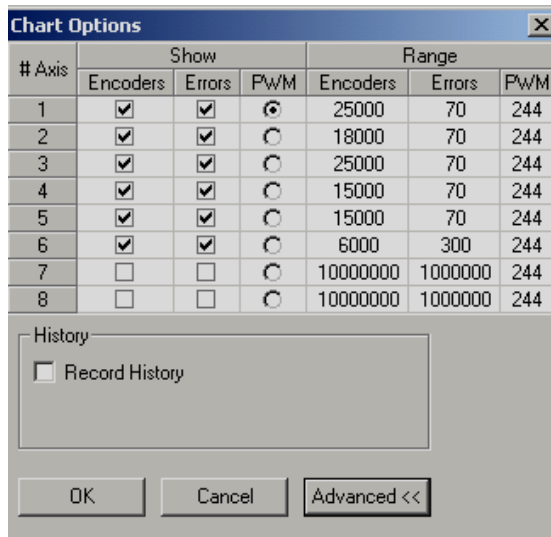 Chart Options
# Axis Show Range
Encoders Errors PWM Encoders Errors PWM
1 25000 70 244
2 18000 70 244
3 25000 70 244
4 15000 70 244
5 15000 70 244
6 6000 300 244
7 10000000 1000000 244
8 10000000 1000000 244
History
Record History
OK Cancel Advanced <<